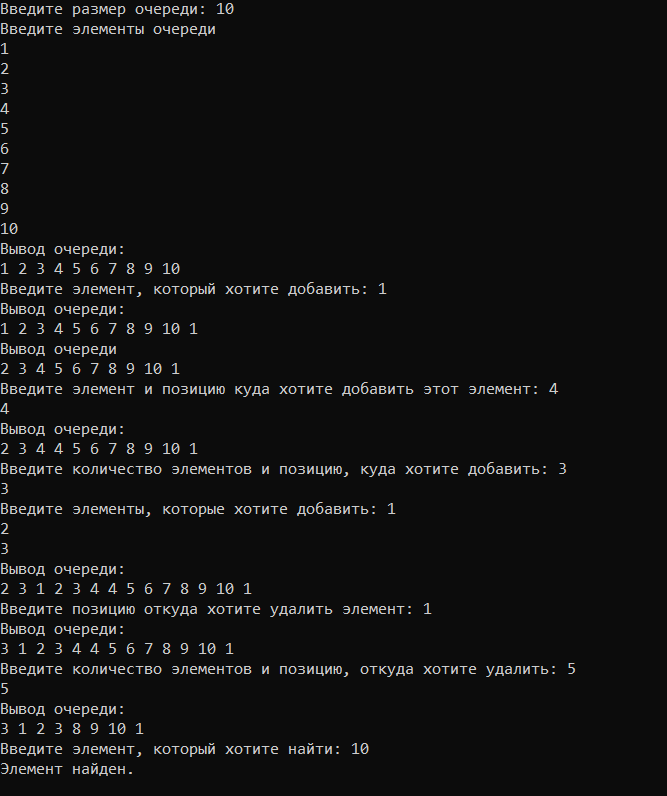 Введите размер очереди: 10
Введите элементы очереди
1
2
3
4
5
6
7
8
9
10
Вывод очереди:
1 2 3 4 5 6 7 8 9 10
Введите элемент, который хотите добавить: 1
Вывод очереди:
1 2 3 4 5 6 7 8 9 10 1
Вывод очереди
2 3 4 5 6 7 8 9 10 1
Введите элемент и позицию куда хотите добавить этот элемент: 4
4
Вывод очереди:
2 3 4 4 5 6 7 8 9 10 1
Введите количество элементов и позицию, куда хотите добавить: 3
3
Введите элементы, которые хотите добавить: 1
2
3
Вывод очереди:
2 3 1 2 3 4 4 5 6 7 8 9 10 1
Введите позицию откуда хотите удалить элемент: 1
Вывод очереди:
3 1 2 3 4 4 5 6 7 8 9 10 1
Введите количество элементов и позицию, откуда хотите удалить: 5
5
Вывод очереди:
3 1 2 3 8 9 10 1
Введите элемент, который хотите найти: 10
Элемент найден.